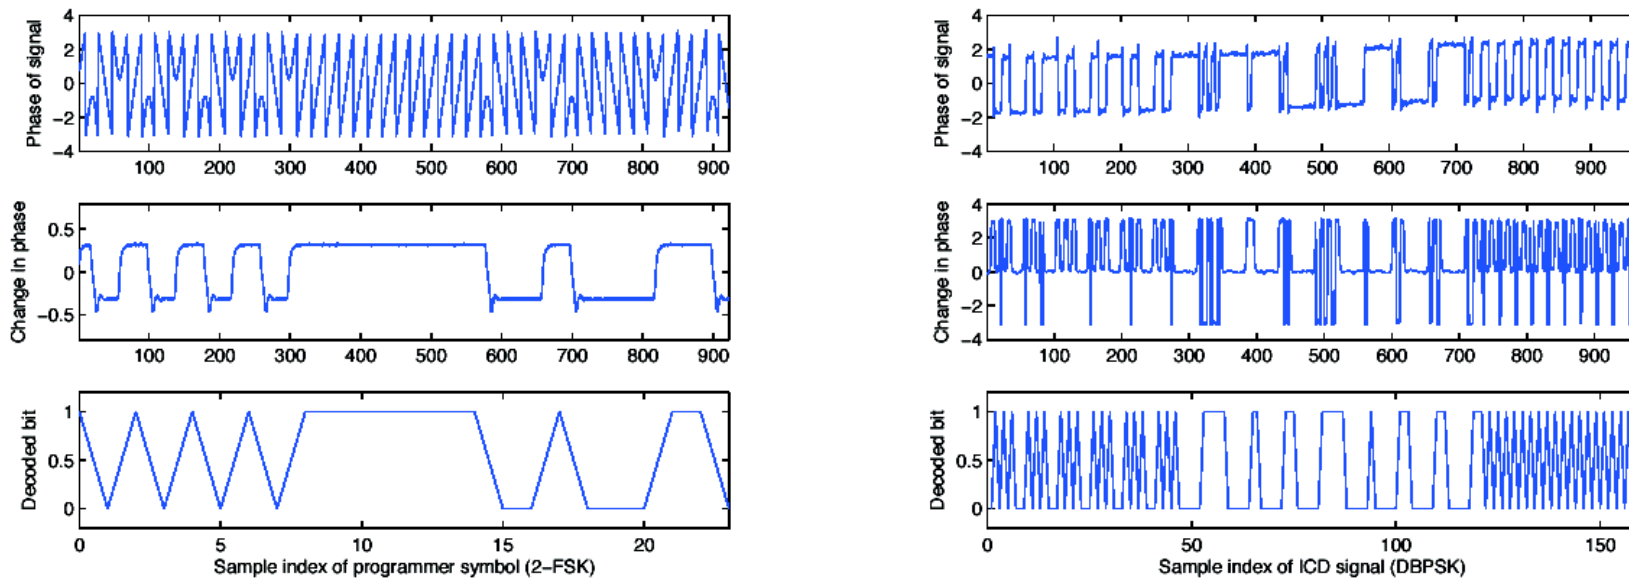 4
2
0
−2
−4
Phase of signal
100 200 300 400 500 600 700 800 900
0.5
0
−0.5
Change in phase
100 200 300 400 500 600 700 800 900
1
0.5
0
Decoded bit
0 5 10 15 20
Sample index of programmer symbol (2−FSK)
4
2
0
−2
−4
Phase of signal
100 200 300 400 500 600 700 800 900
4
2
0
−2
−4
Change in phase
100 200 300 400 500 600 700 800 900
1
0.5
0
Decoded bit
0 50 100 150
Sample index of ICD signal (DBPSK)